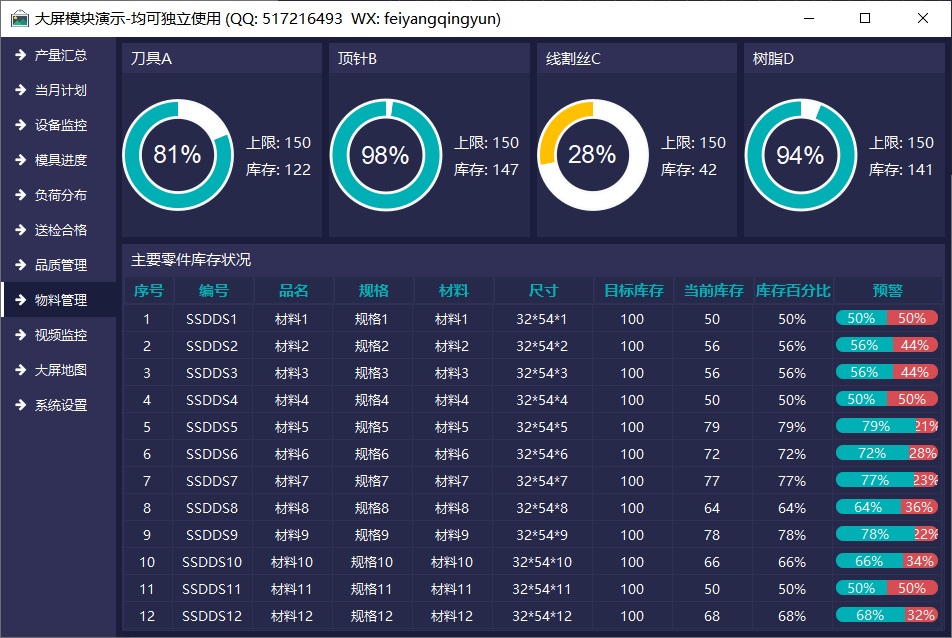 大屏模块演示-均可独立使用 (QQ: 517216493  WX: feiyangqingyun)
产量汇总
当月计划
设备监控
模具进度
负荷分布
送检合格
品质管理
物料管理
视频监控
大屏地图
系统设置
刀具A
81%
上限: 150
库存: 122
顶针B
98%
上限: 150
库存: 147
线割丝C
28%
上限: 150
库存: 42
树脂D
94%
上限: 150
库存: 141
主要零件库存状况
序号 编号 品名 规格 材料 尺寸 目标库存 当前库存 库存百分比 预警
1 SSDDS1 材料1 规格1 材料1 32*54*1 100 50 50% 50% 50%
2 SSDDS2 材料2 规格2 材料2 32*54*2 100 56 56% 56% 44%
3 SSDDS3 材料3 规格3 材料3 32*54*3 100 56 56% 56% 44%
4 SSDDS4 材料4 规格4 材料4 32*54*4 100 50 50% 50% 50%
5 SSDDS5 材料5 规格5 材料5 32*54*5 100 79 79% 79% 21%
6 SSDDS6 材料6 规格6 材料6 32*54*6 100 72 72% 72% 28%
7 SSDDS7 材料7 规格7 材料7 32*54*7 100 77 77% 77% 23%
8 SSDDS8 材料8 规格8 材料8 32*54*8 100 64 64% 64% 36%
9 SSDDS9 材料9 规格9 材料9 32*54*9 100 78 78% 78% 22%
10 SSDDS10 材料10 规格10 材料10 32*54*10 100 66 66% 66% 34%
11 SSDDS11 材料11 规格11 材料11 32*54*11 100 50 50% 50% 50%
12 SSDDS12 材料12 规格12 材料12 32*54*12 100 68 68% 68% 32%